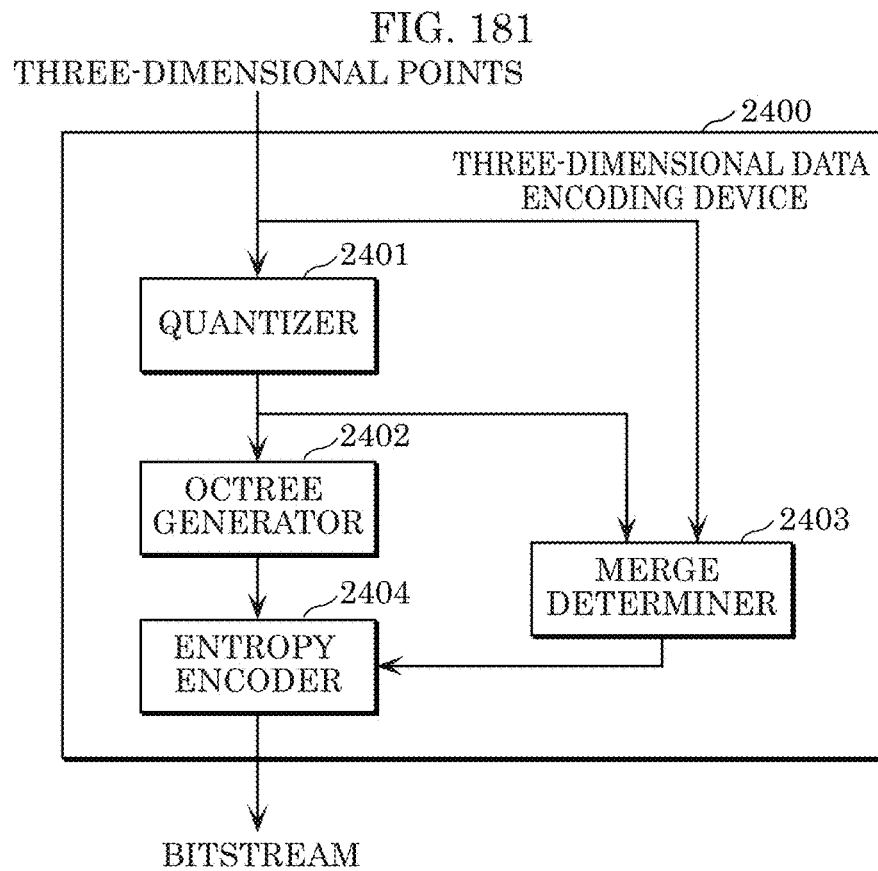 FIG. 181
THREE-DIMENSIONAL POINTS
2400
THREE-DIMENSIONAL DATA
ENCODING DEVICE
2401
QUANTIZER
2402
OCTREE
GENERATOR
2403
MERGE
DETERMINER
2404
ENTROPY
ENCODER
BITSTREAM